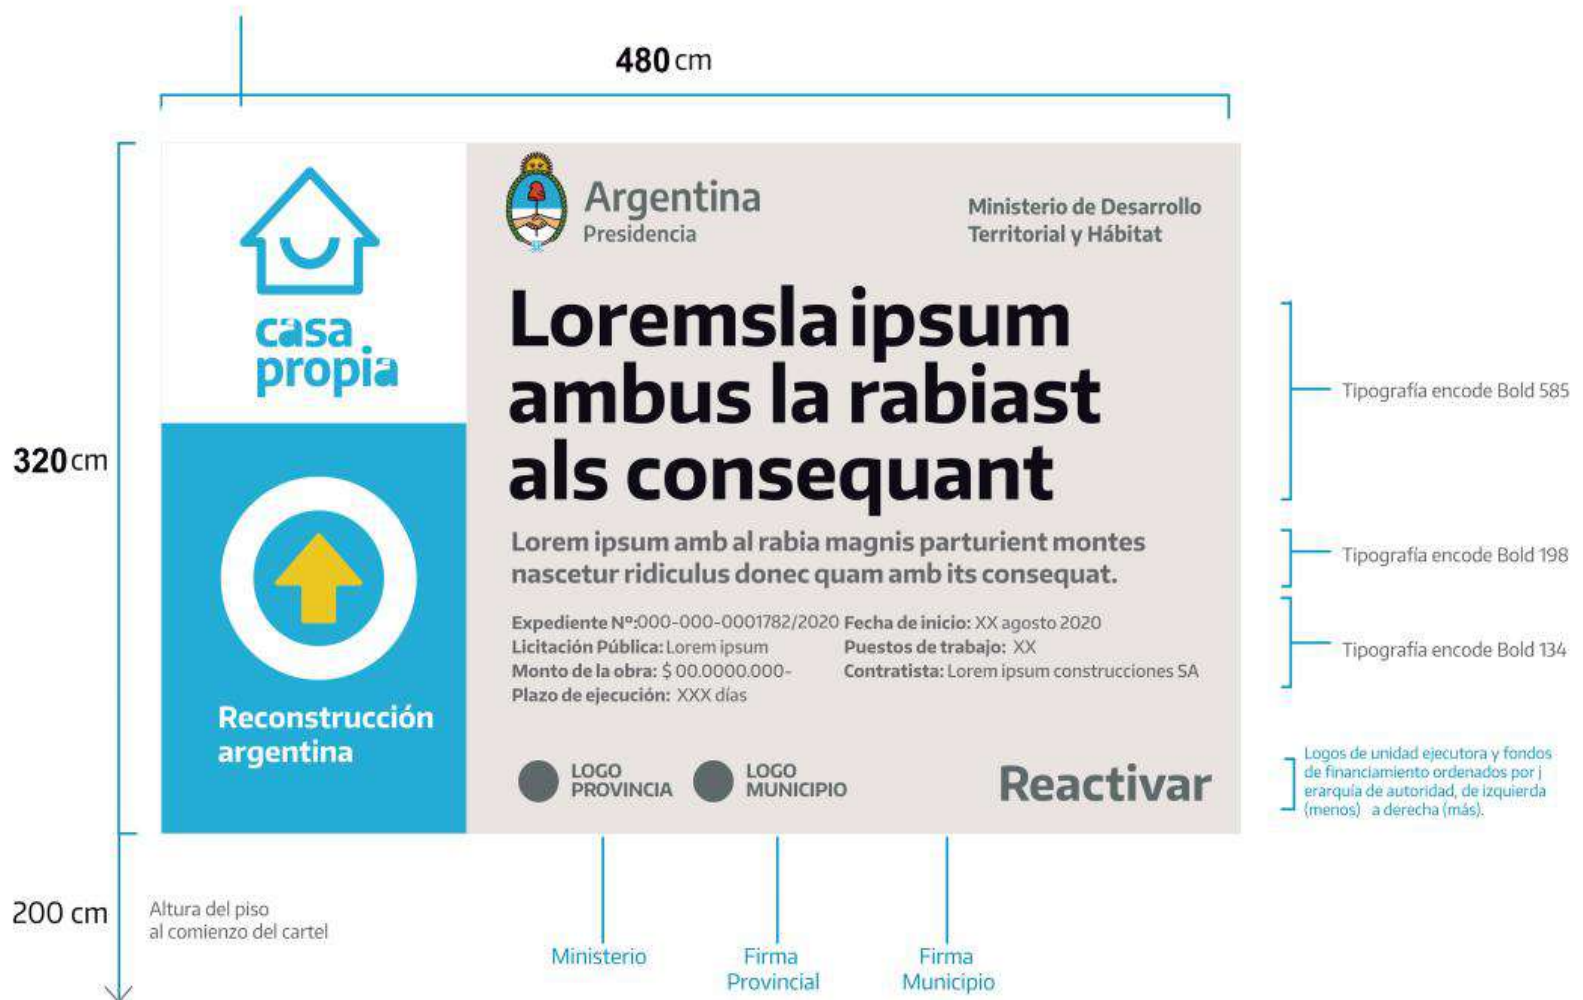 480 cm
320 cm
200 cm
Altura del piso
al comienzo del cartel
casa
propia
Reconstrucción
argentina
Argentina
Presidencia
Ministerio de Desarrollo
Territorial y Hábitat
Loremsla ipsum
ambus la rabiast
als consequant
Lorem ipsum amb al rabia magnis parturient montes
nascetur ridiculus donec quam amb its consequat.
Expediente Nº:000-000-0001782/2020
Licitación Pública: Lorem ipsum
Monto de la obra: $ 00.0000.000-
Plazo de ejecución: XXX días
Fecha de inicio: XX agosto 2020
Puestos de trabajo: XX
Contratista: Lorem ipsum construcciones SA
LOGO
PROVINCIA
LOGO
MUNICIPIO
Reactivar
Ministerio
Firma
Provincial
Firma
Municipio
Tipografía encode Bold 585
Tipografía encode Bold 198
Tipografía encode Bold 134
Logos de unidad ejecutora y fondos
de financiamiento ordenados por j
erarquía de autoridad, de izquierda
(menos) a derecha (más).